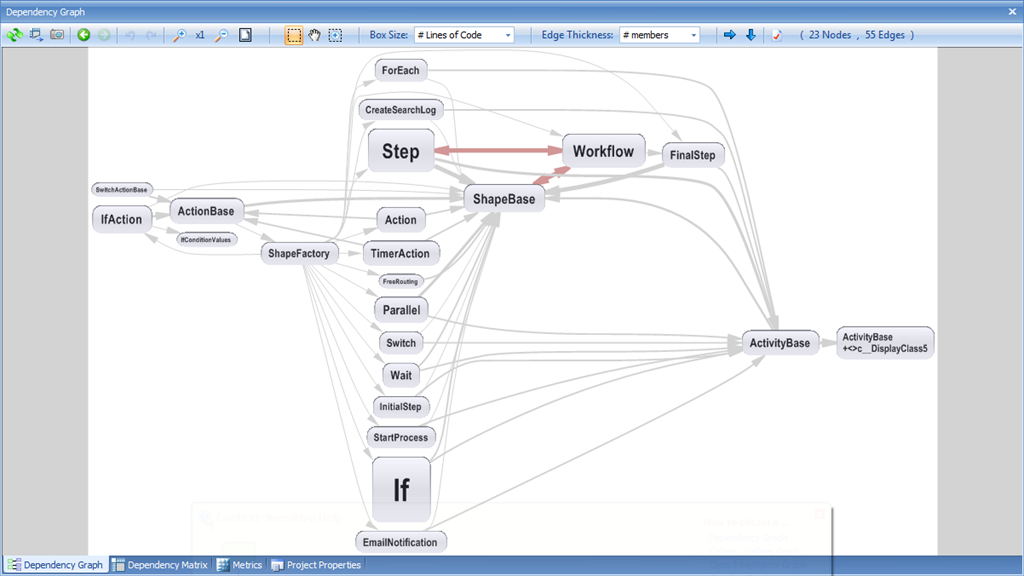 Dependency Graph
x1
Box Size:
# Lines of Code
Edge Thickness:
# members
( 23 Nodes , 55 Edges )
ForEach
CreateSearchLog
Step
Workflow
FinalStep
SwitchActionBase
IfAction
ActionBase
ShapeBase
Action
IfConditionValues
ShapeFactory
TimerAction
FreeRouting
Parallel
Switch
ActivityBase
ActivityBase
+<>c__DisplayClass5
Wait
InitialStep
StartProcess
If
EmailNotification
Dependency Graph
Dependency Matrix
Metrics
Project Properties